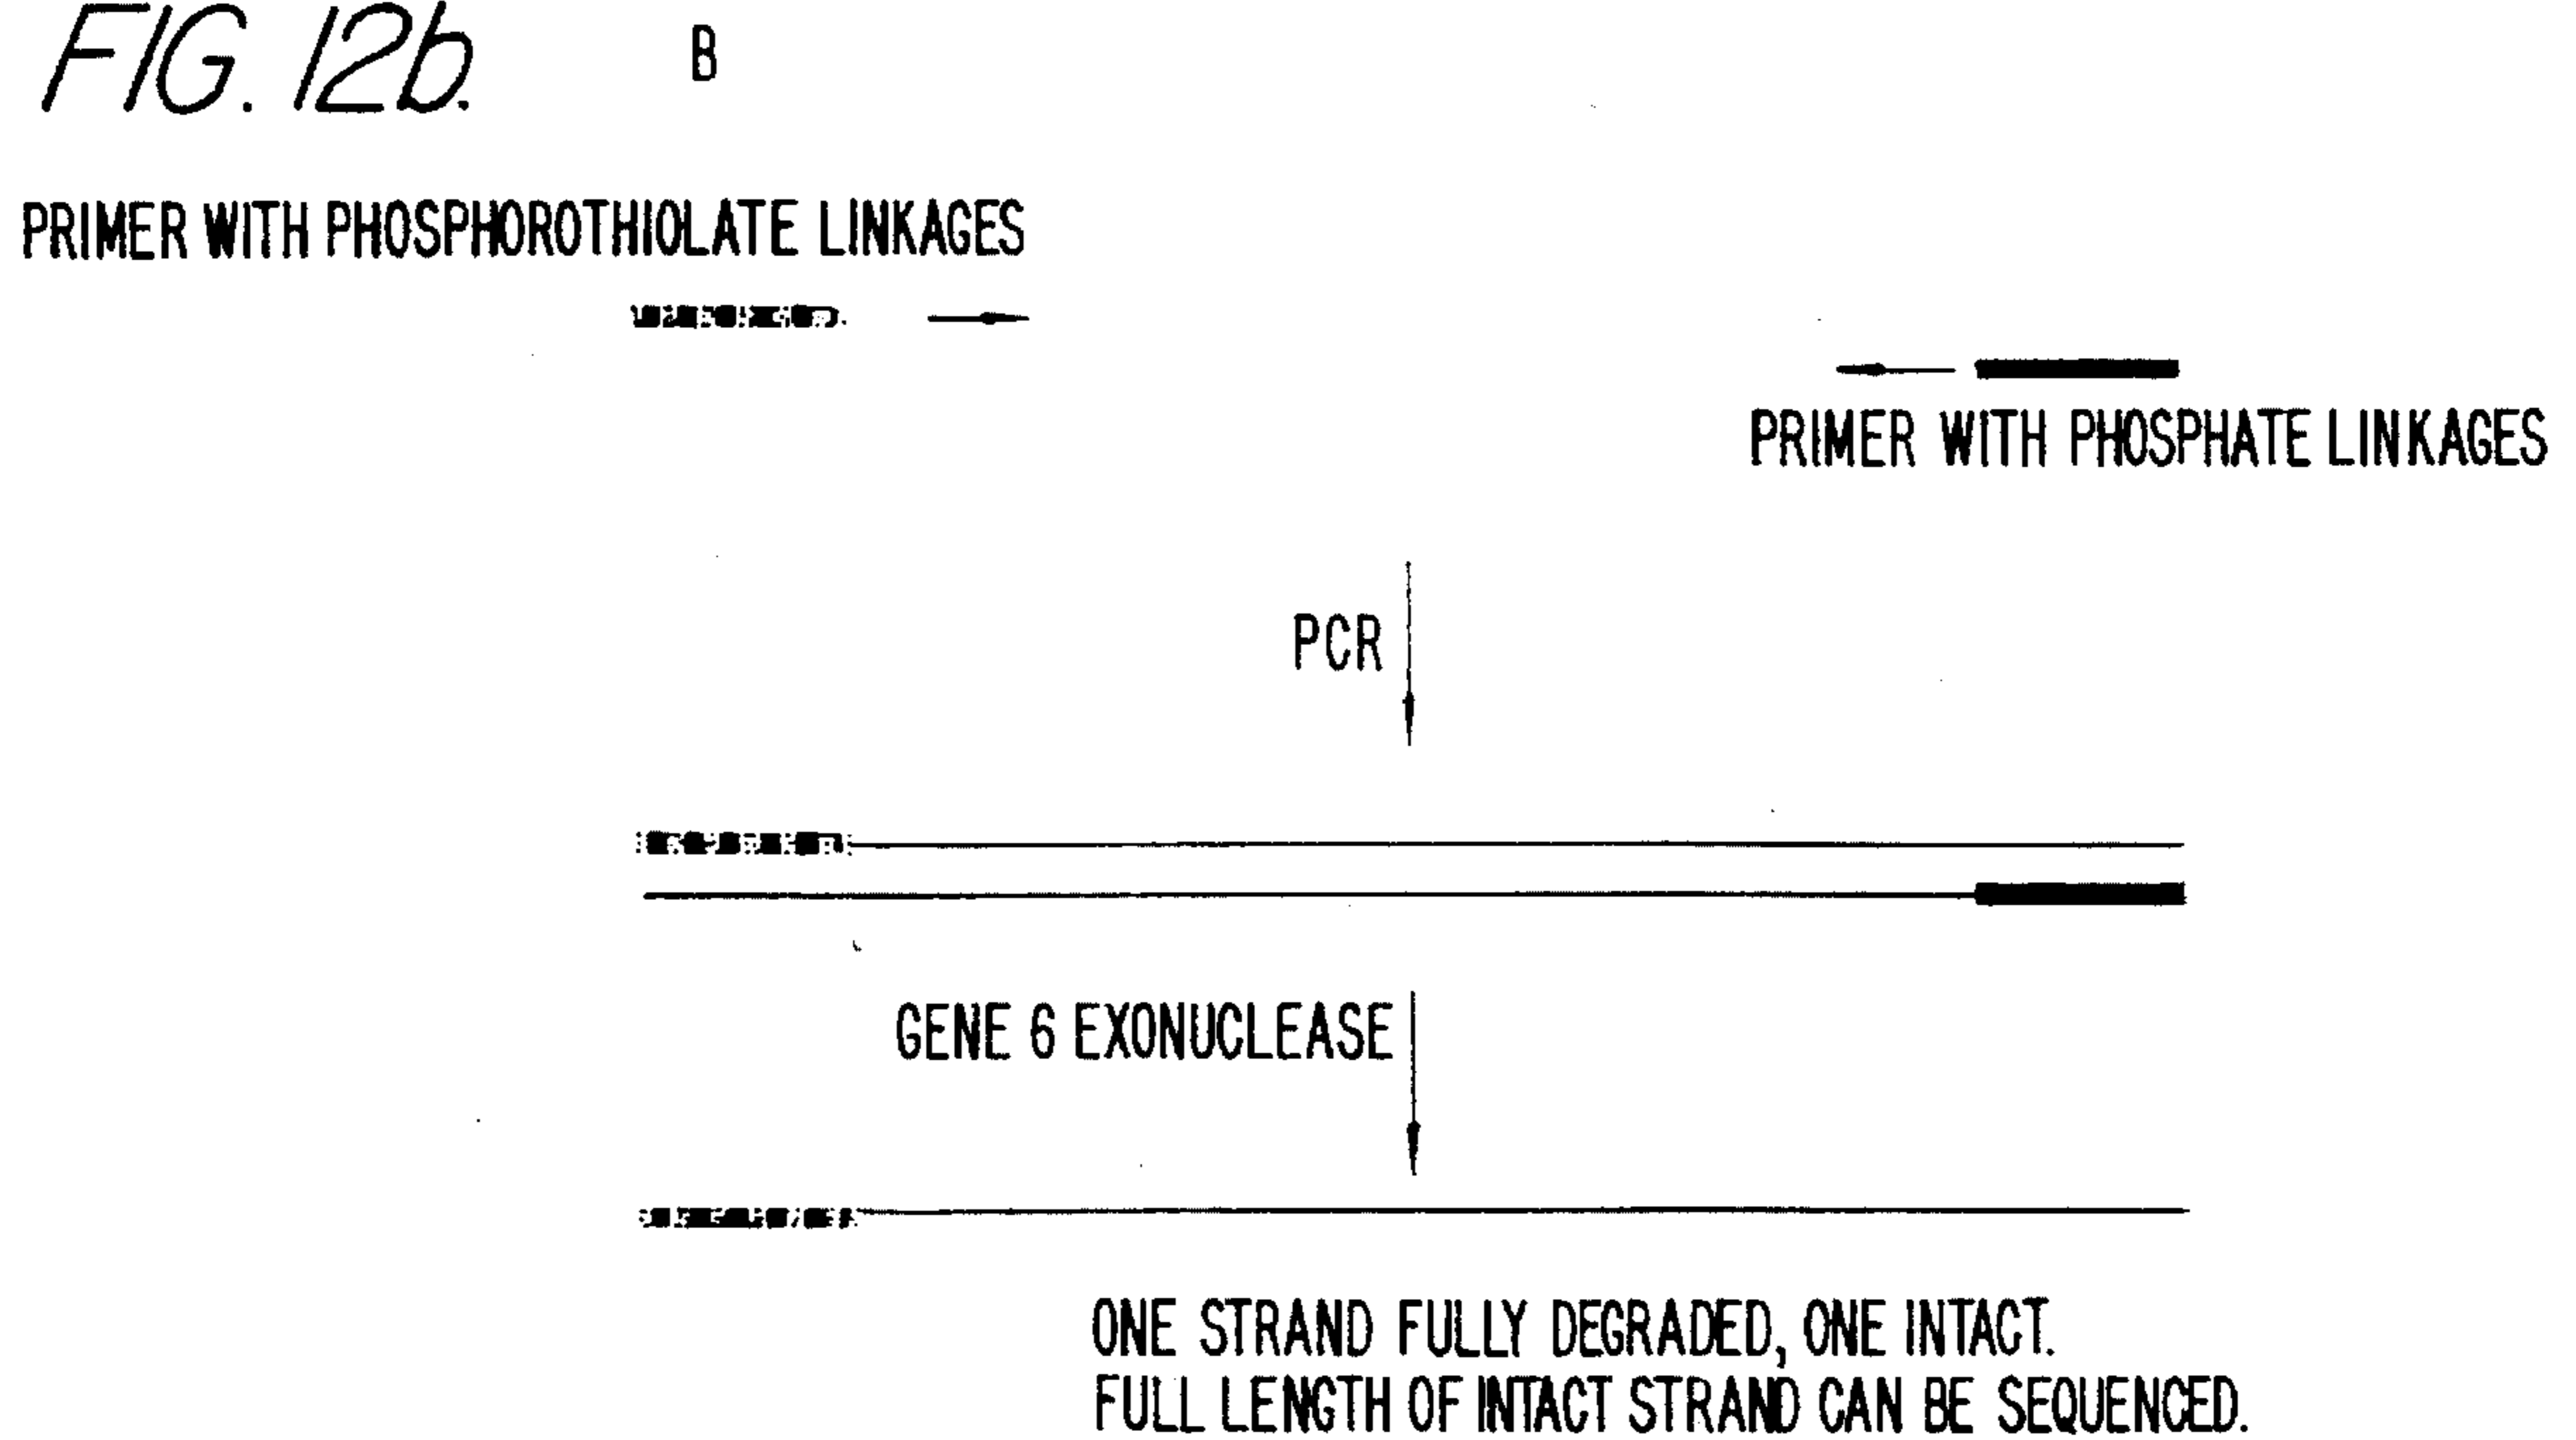 FIG. 12b.
B
PRIMER WITH PHOSPHOROTHIOLATE LINKAGES
PRIMER WITH PHOSPHATE LINKAGES
PCR
GENE 6 EXONUCLEASE
ONE STRAND FULLY DEGRADED, ONE INTACT.
FULL LENGTH OF INTACT STRAND CAN BE SEQUENCED.